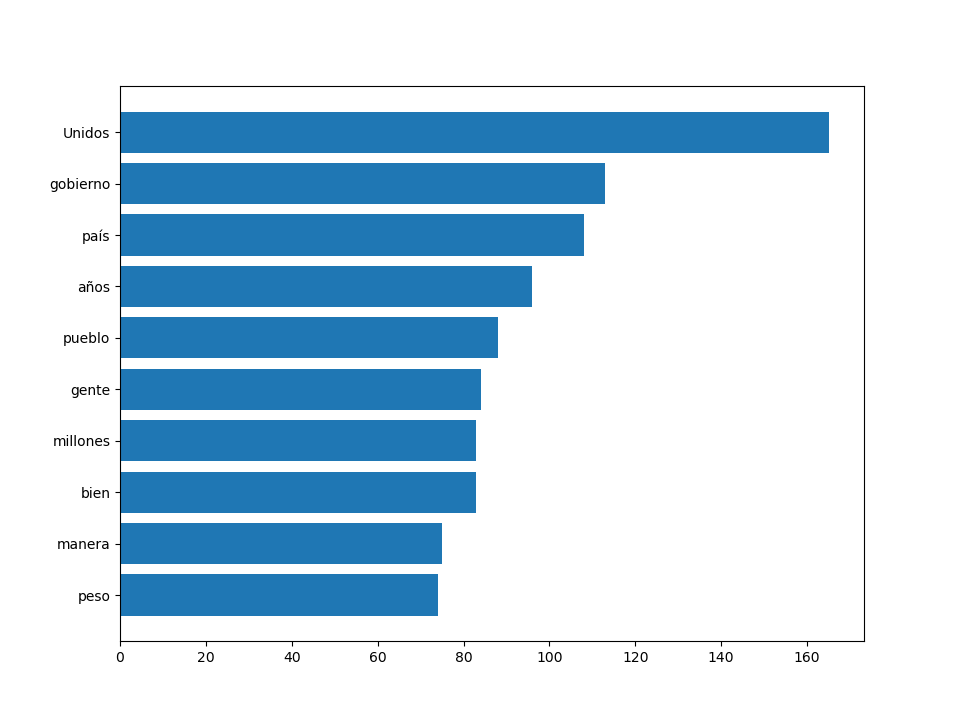 Unidos
gobierno
país
años
pueblo
gente
millones
bien
manera
peso
0 20 40 60 80 100 120 140 160